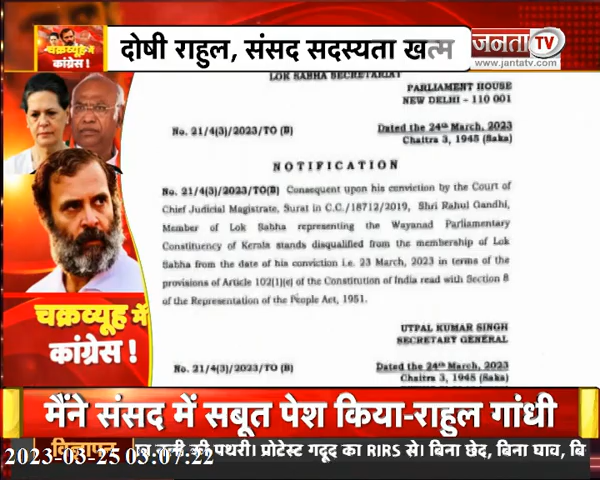 दोषी राहुल, संसद सदस्यता खत्म
जनता TV
www.jantatv.com
चक्रव्यूह में
कांग्रेस !
LOK SABHA SECRETARIAT
PARLIAMENT HOUSE
NEW DELHI - 110 001
No. 21/4(3)/2023/TO (B)
Dated the 24th March, 2023
Chaitra 3, 1945 (Saka)
NOTIFICATION
No. 21/4(3)/2023/TO(B) Consequent upon his conviction by the Court of
Chief Judicial Magistrate, Surat in C.C./18712/2019, Shri Rahul Gandhi,
Member of Lok Sabha representing the Wayanad Parliamentary
Constituency of Kerala stands disqualified from the membership of Lok
Sabha from the date of his conviction i.e. 23 March, 2023 in terms of the
provisions of Article 102(1)(e) of the Constitution of India read with Section 8
of the Representation of the People Act, 1951.
UTPAL KUMAR SINGH
SECRETARY GENERAL
No. 21/4(3)/2023/TO (B)
Dated the 24th March, 2023
Chaitra 3, 1945 (Saka)
चक्रव्यूह में
कांग्रेस !
मैंने संसद में सबूत पेश किया-राहुल गांधी
की पथरी। प्रोटेस्ट गदूद का RIRS से। बिना छेद, बिना घाव, बि
2023-03-25 03:07:22